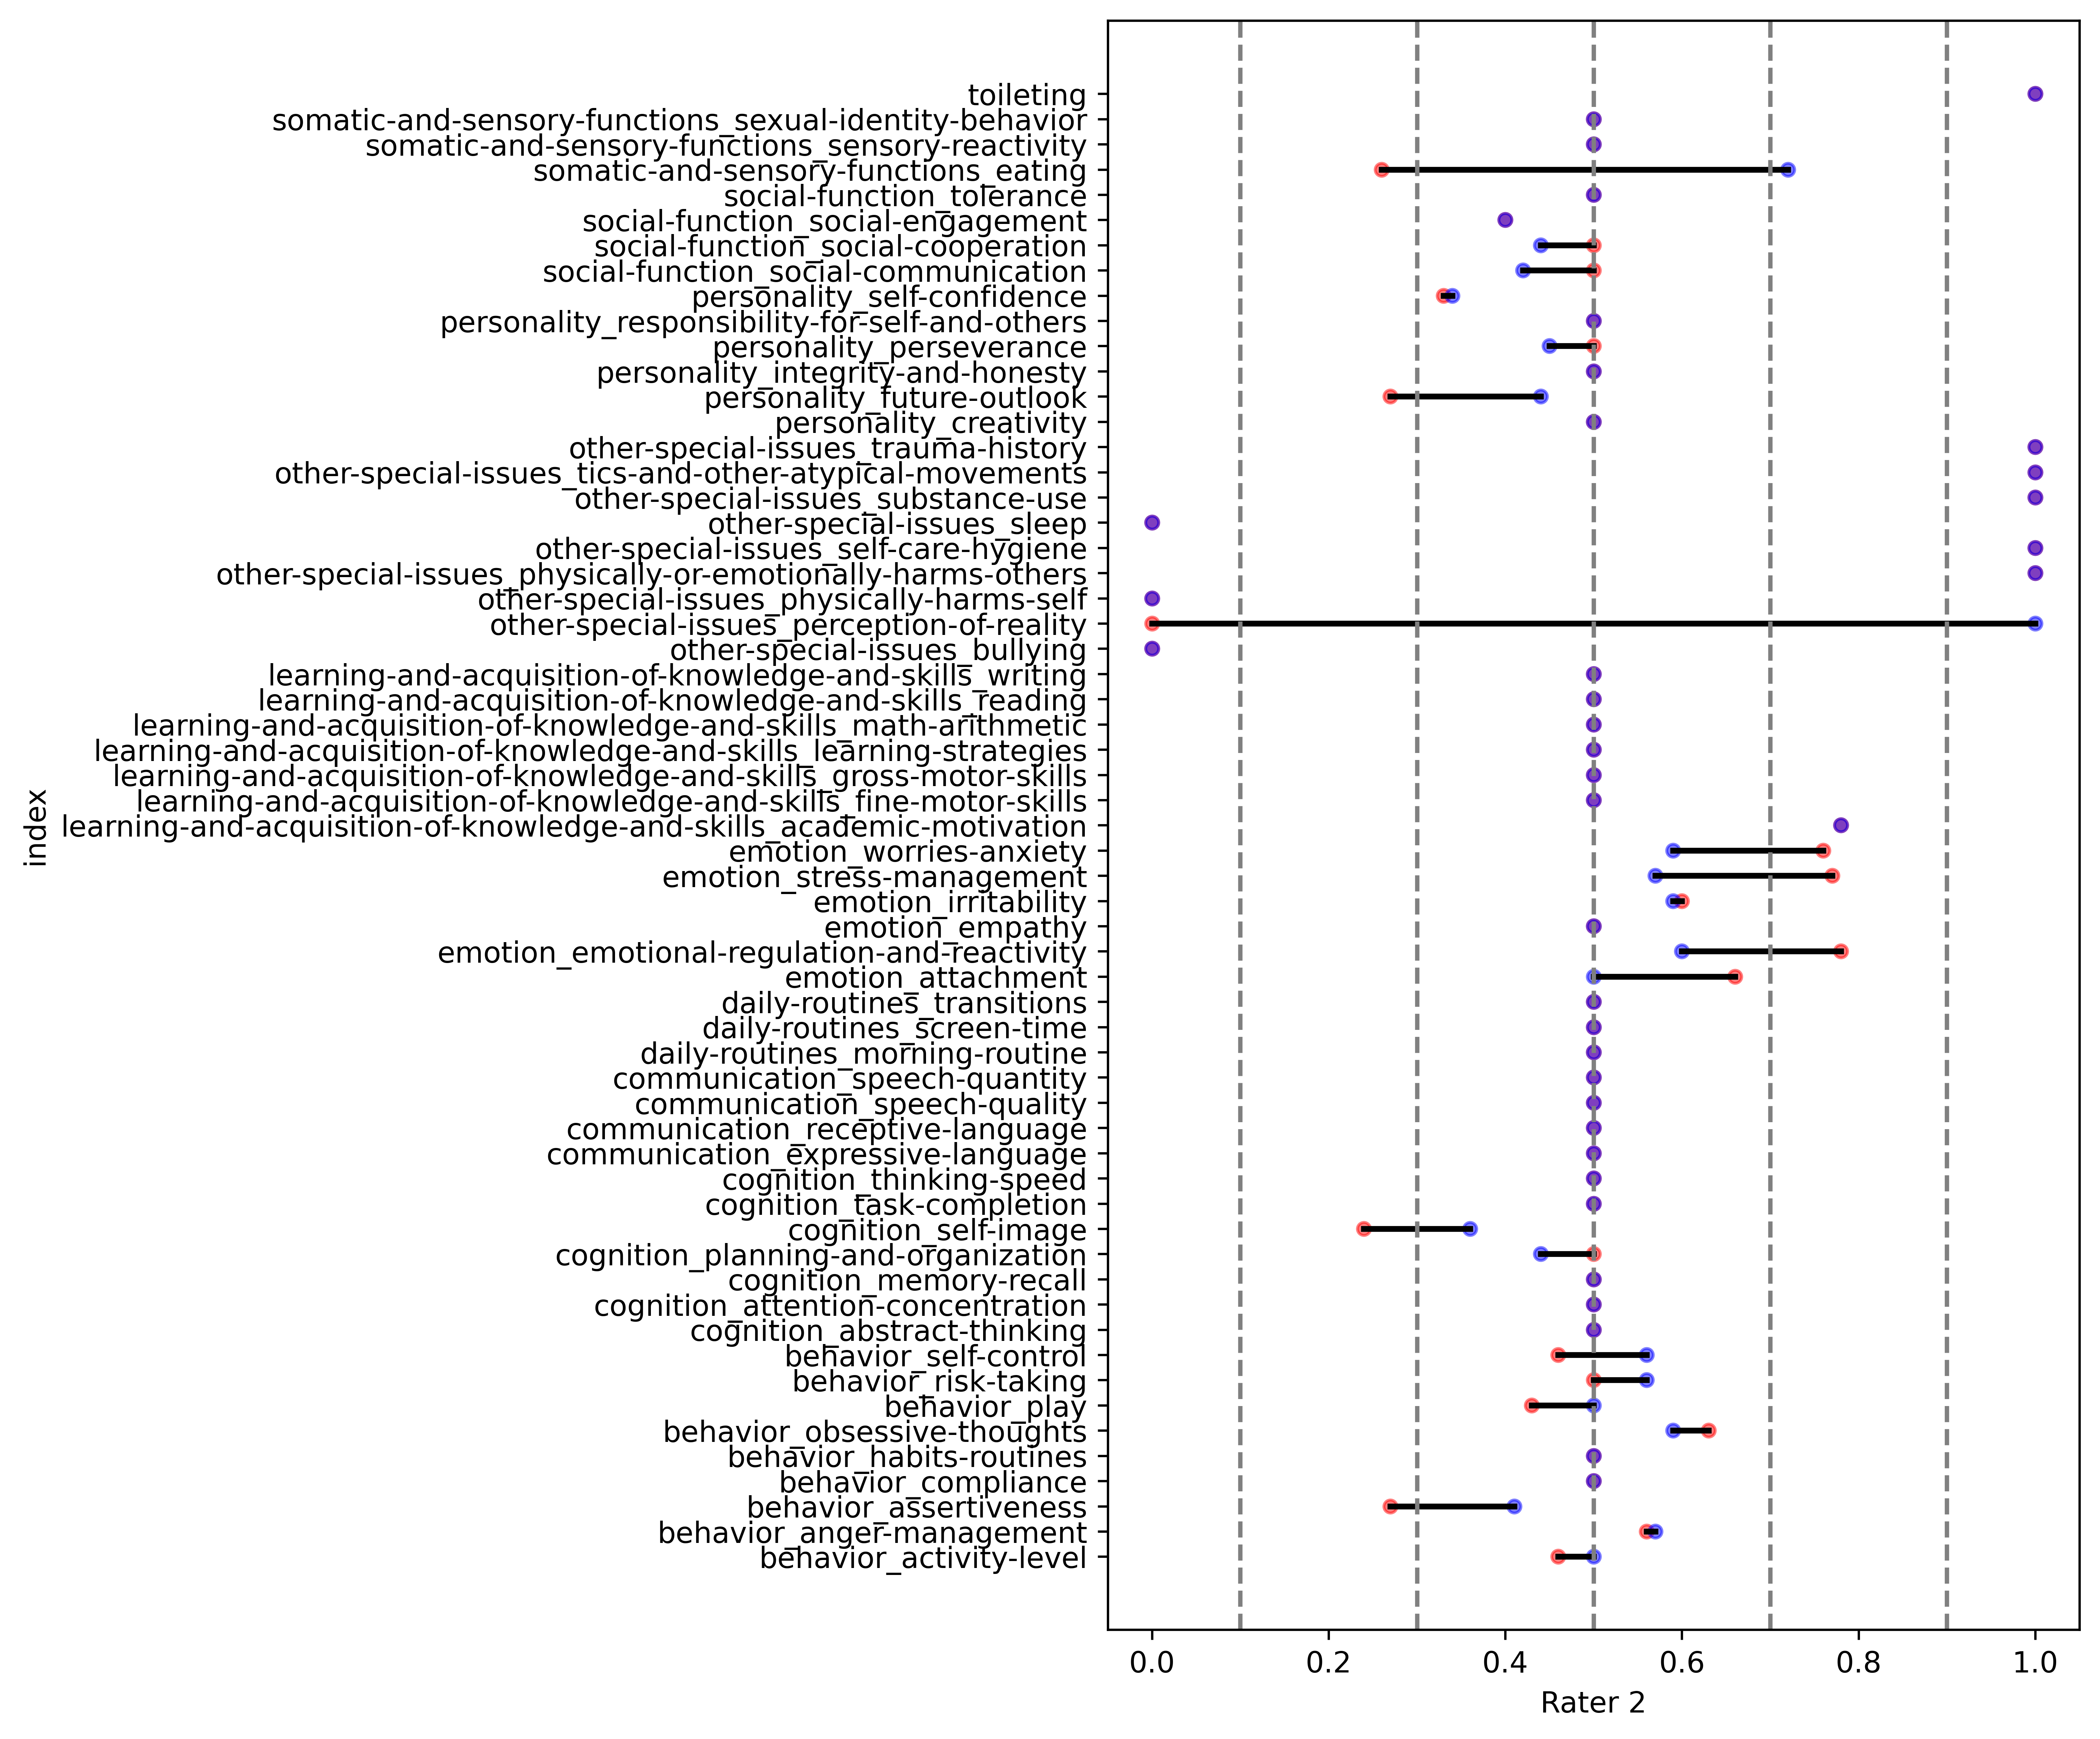 toileting
somatic-and-sensory-functions_sexual-identity-behavior
somatic-and-sensory-functions_sensory-reactivity
somatic-and-sensory-functions_eating
social-function_tolerance
social-function_social-engagement
social-function_social-cooperation
social-function_social-communication
personality_self-confidence
personality_responsibility-for-self-and-others
personality_perseverance
personality_integrity-and-honesty
personality_future-outlook
personality_creativity
other-special-issues_trauma-history
other-special-issues_tics-and-other-atypical-movements
other-special-issues_substance-use
other-special-issues_sleep
other-special-issues_self-care-hygiene
other-special-issues_physically-or-emotionally-harms-others
other-special-issues_physically-harms-self
other-special-issues_perception-of-reality
other-special-issues_bullying
learning-and-acquisition-of-knowledge-and-skills_writing
learning-and-acquisition-of-knowledge-and-skills_reading
learning-and-acquisition-of-knowledge-and-skills_math-arithmetic
learning-and-acquisition-of-knowledge-and-skills_learning-strategies
learning-and-acquisition-of-knowledge-and-skills_gross-motor-skills
learning-and-acquisition-of-knowledge-and-skills_fine-motor-skills
learning-and-acquisition-of-knowledge-and-skills_academic-motivation
emotion_worries-anxiety
emotion_stress-management
emotion_irritability
emotion_empathy
emotion_emotional-regulation-and-reactivity
emotion_attachment
daily-routines_transitions
daily-routines_screen-time
daily-routines_morning-routine
communication_speech-quantity
communication_speech-quality
communication_receptive-language
communication_expressive-language
cognition_thinking-speed
cognition_task-completion
cognition_self-image
cognition_planning-and-organization
cognition_memory-recall
cognition_attention-concentration
cognition_abstract-thinking
behavior_self-control
behavior_risk-taking
behavior_play
behavior_obsessive-thoughts
behavior_habits-routines
behavior_compliance
behavior_assertiveness
behavior_anger-management
behavior_activity-level
index
0.0 0.2 0.4 0.6 0.8 1.0
Rater 2